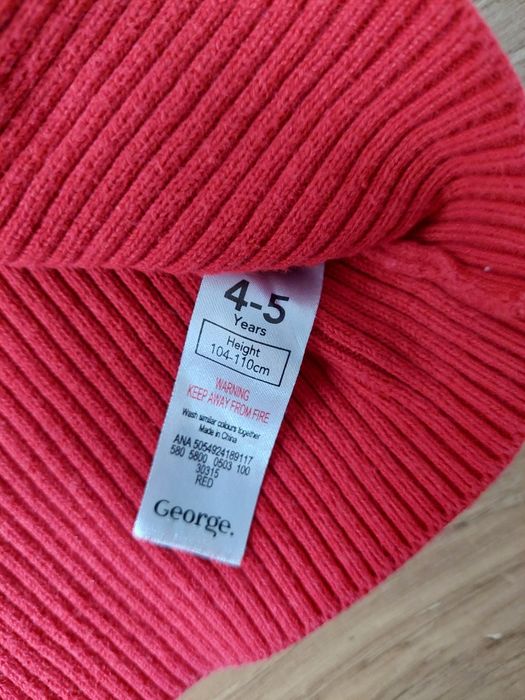 4-5
Years
Height
104-110cm
WARNING
KEEP AWAY FROM FIRE
Wash similar colours together
Made in China
ANA 5054924189117
580 5800 0503 100
30315
RED
George.